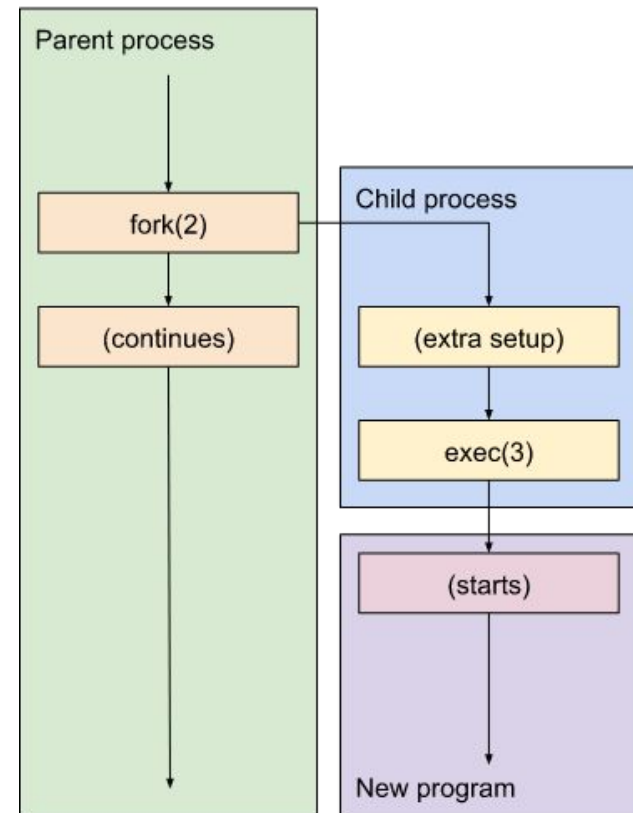 Parent process
fork(2)
(continues)
Child process
(extra setup)
exec(3)
(starts)
New program